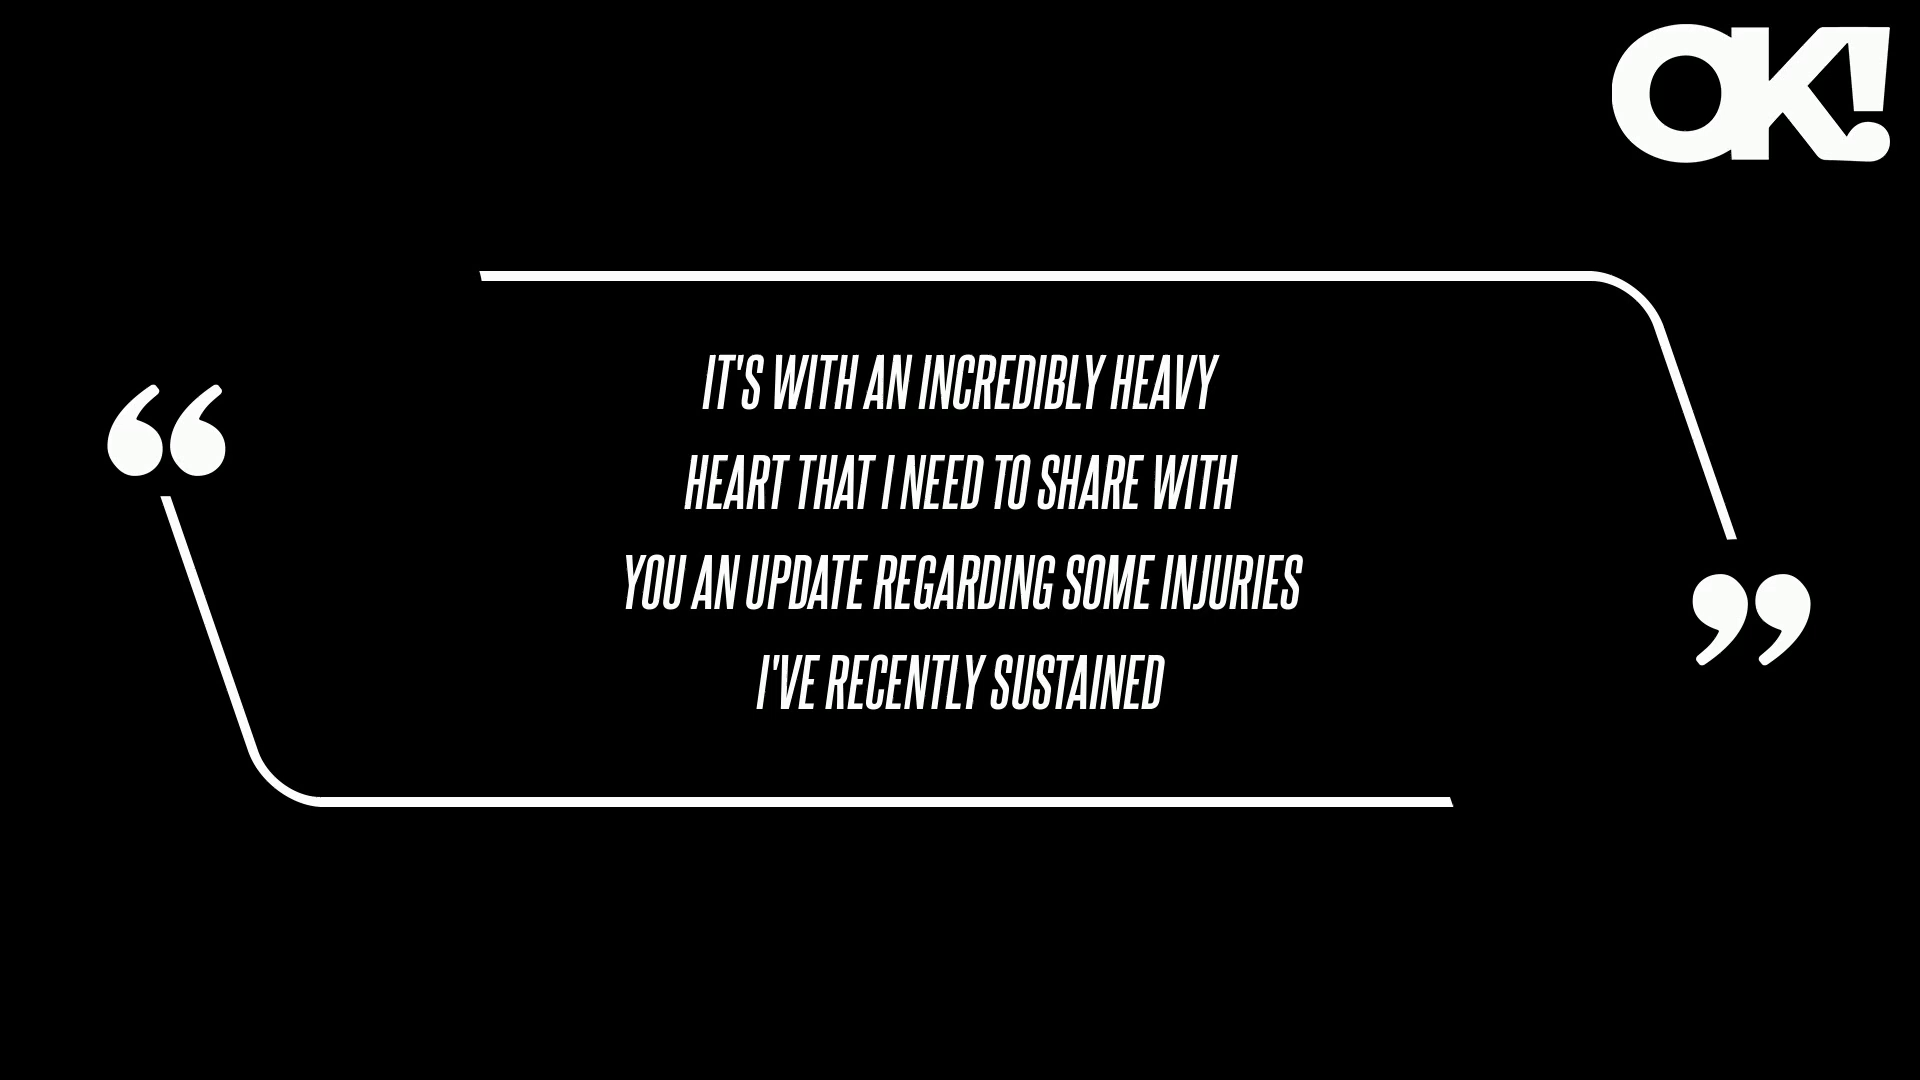 OK!
“
IT'S WITH AN INCREDIBLY HEAVY
HEART THAT I NEED TO SHARE WITH
YOU AN UPDATE REGARDING SOME INJURIES
I'VE RECENTLY SUSTAINED
”